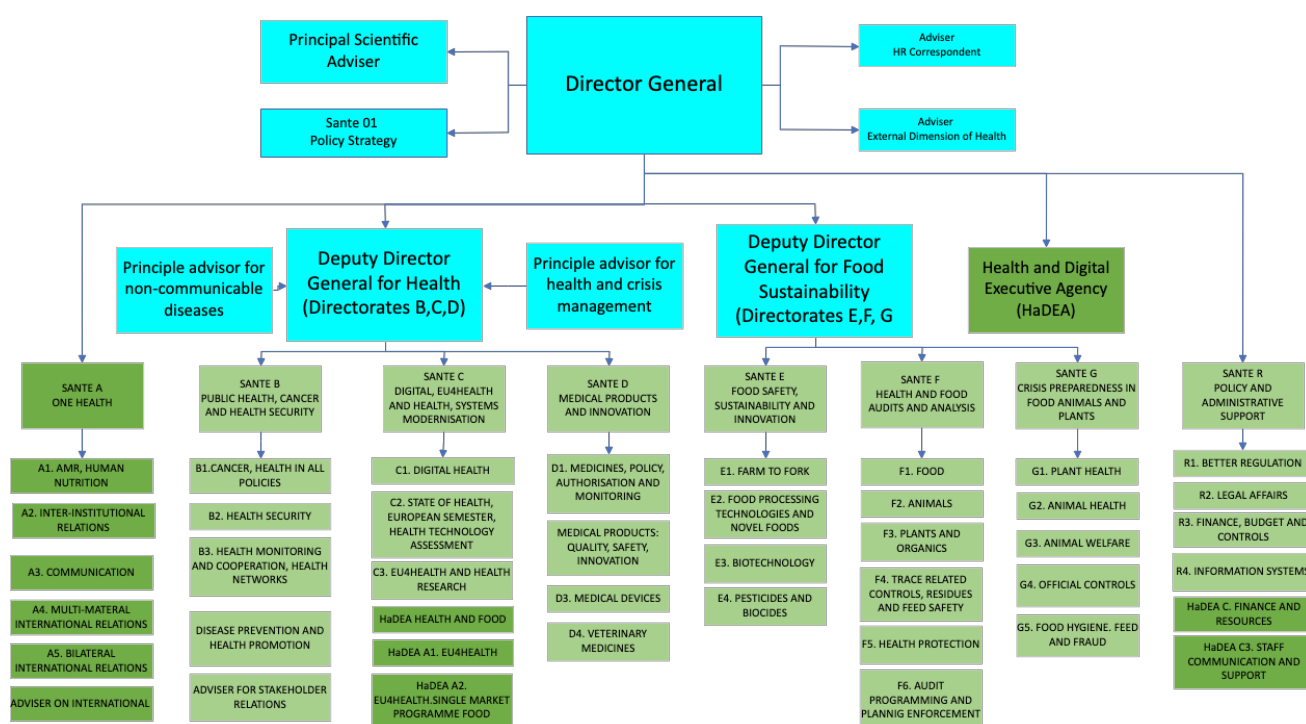 Principal Scientific
Adviser
Director General
Adviser
HR Correspondent
Sante 01
Policy Strategy
Adviser
External Dimension of Health
Principle advisor for
non-communicable
diseases
Deputy Director
General for Health
(Directorates B,C,D)
Principle advisor for
health and crisis
management
Deputy Director
General for Food
Sustainability
(Directorates E,F, G
Health and Digital
Executive Agency
(HaDEA)
SANTE A
ONE HEALTH
A1. AMR, HUMAN
NUTRITION
A2. INTER-INSTITUTIONAL
RELATIONS
A3. COMMUNICATION
A4. MULTI-MATERAL
INTERNATIONAL RELATIONS
A5. BILATERAL
INTERNATIONAL RELATIONS
ADVISER ON INTERNATIONAL
SANTE B
PUBLIC HEALTH, CANCER
AND HEALTH SECURITY
B1.CANCER, HEALTH IN ALL
POLICIES
B2. HEALTH SECURITY
B3. HEALTH MONITORING
AND COOPERATION, HEALTH
NETWORKS
DISEASE PREVENTION AND
HEALTH PROMOTION
ADVISER FOR STAKEHOLDER
RELATIONS
SANTE C
DIGITAL, EU4HEALTH
AND HEALTH, SYSTEMS
MODERNISATION
C1. DIGITAL HEALTH
C2. STATE OF HEALTH,
EUROPEAN SEMESTER,
HEALTH TECHNOLOGY
ASSESSMENT
C3. EU4HEALTH AND HEALTH
RESEARCH
HaDEA HEALTH AND FOOD
HaDEA A1. EU4HEALTH
HaDEA A2.
EU4HEALTH.SINGLE MARKET
PROGRAMME FOOD
SANTE D
MEDICAL PRODUCTS
AND INNOVATION
D1. MEDICINES, POLICY,
AUTHORISATION AND
MONITORING
MEDICAL PRODUCTS:
QUALITY, SAFETY,
INNOVATION
D3. MEDICAL DEVICES
D4. VETERINARY
MEDICINES
SANTE E
FOOD SAFETY,
SUSTAINABILITY AND
INNOVATION
E1. FARM TO FORK
E2. FOOD PROCESSING
TECHNOLOGIES AND
NOVEL FOODS
E3. BIOTECHNOLOGY
E4. PESTICIDES AND
BIOCIDES
SANTE F
HEALTH AND FOOD
AUDITS AND ANALYSIS
F1. FOOD
F2. ANIMALS
F3. PLANTS AND
ORGANICS
F4. TRACE RELATED
CONTROLS, RESIDUES
AND FEED SAFETY
F5. HEALTH PROTECTION
F6. AUDIT
PROGRAMMING AND
PLANNIG ENFORCEMENT
SANTE G
CRISIS PREPAREDNESS IN
FOOD ANIMALS AND
PLANTS
G1. PLANT HEALTH
G2. ANIMAL HEALTH
G3. ANIMAL WELFARE
G4. OFFICIAL CONTROLS
G5. FOOD HYGIENE. FEED
AND FRAUD
SANTE R
POLICY AND
ADMINISTRATIVE
SUPPORT
R1. BETTER REGULATION
R2. LEGAL AFFAIRS
R3. FINANCE, BUDGET AND
CONTROLS
R4. INFORMATION SYSTEMS
HaDEA C. FINANCE AND
RESOURCES
HaDEA C3. STAFF
COMMUNICATION AND
SUPPORT